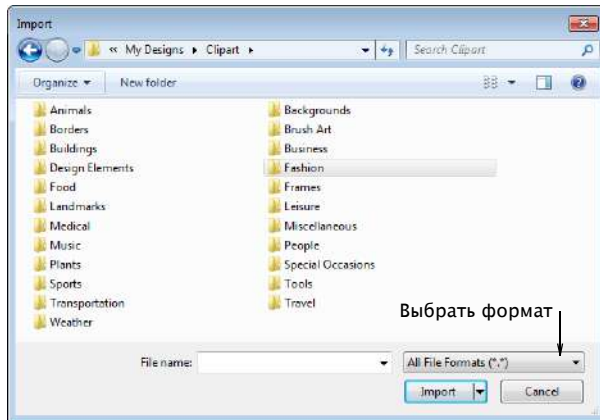 Import
« My Designs ▸ Clipart ▸
Search Clipart
Organize ▾ New folder
Animals
Borders
Buildings
Design Elements
Food
Landmarks
Medical
Music
Plants
Sports
Transportation
Weather
Backgrounds
Brush Art
Business
Fashion
Frames
Leisure
Miscellaneous
People
Special Occasions
Tools
Travel
Выбрать формат
File name:
All File Formats (*.*)
Import
Cancel